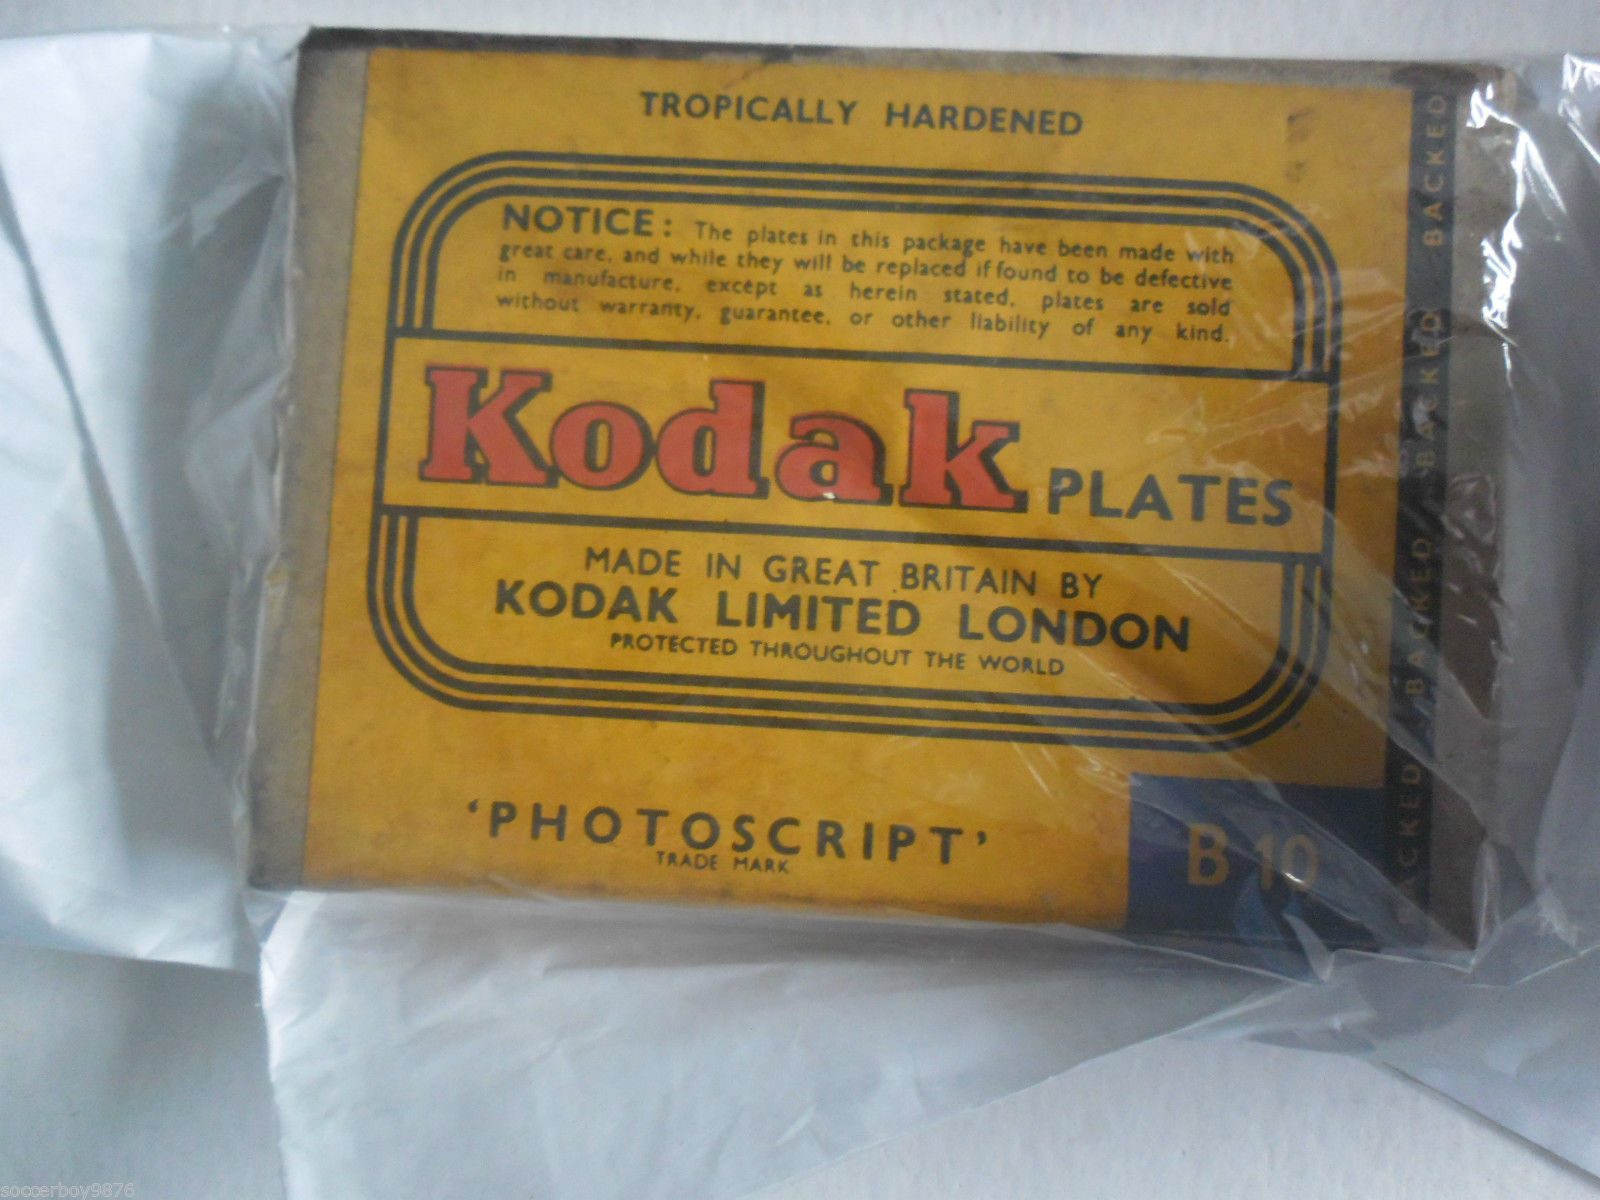 TROPICALLY HARDENED
NOTICE: The plates in this package have been made with
great care, and while they will be replaced if found to be defective
in manufacture, except as herein stated, plates are sold
without warranty, guarantee, or other liability of any kind.
Kodak PLATES
MADE IN GREAT BRITAIN BY
KODAK LIMITED LONDON
PROTECTED THROUGHOUT THE WORLD
'PHOTOSCRIPT'
TRADE MARK
B 10
BACKED BACKED BACKED BACKED BACKED
soccerboy9876